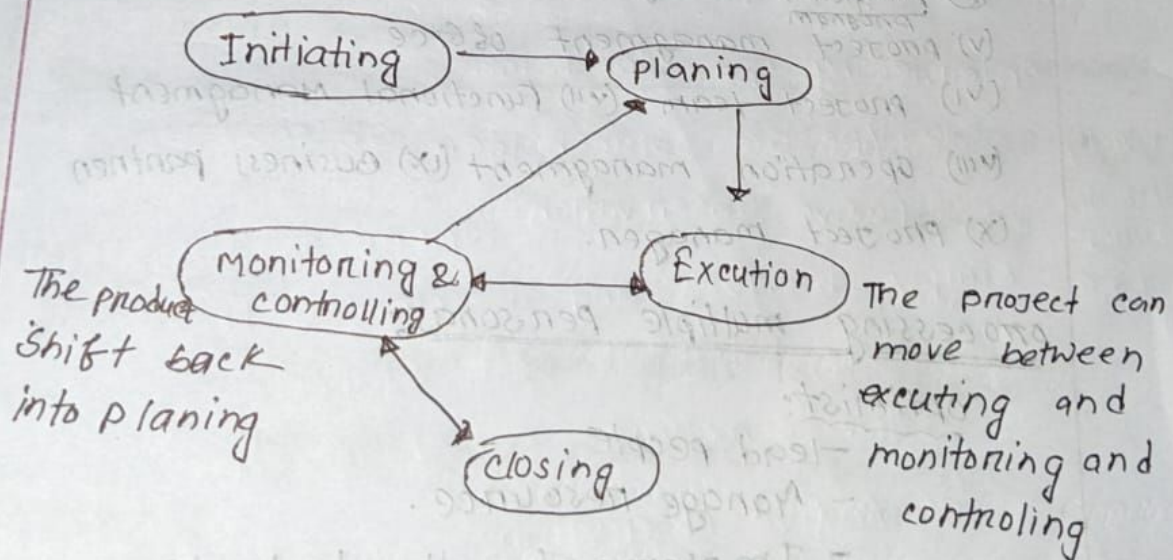 Initiating
planing
Monitoring &
controlling
Excution
The product
shift back
into planing
The project can
move between
excuting and
monitoring and
controling
closing